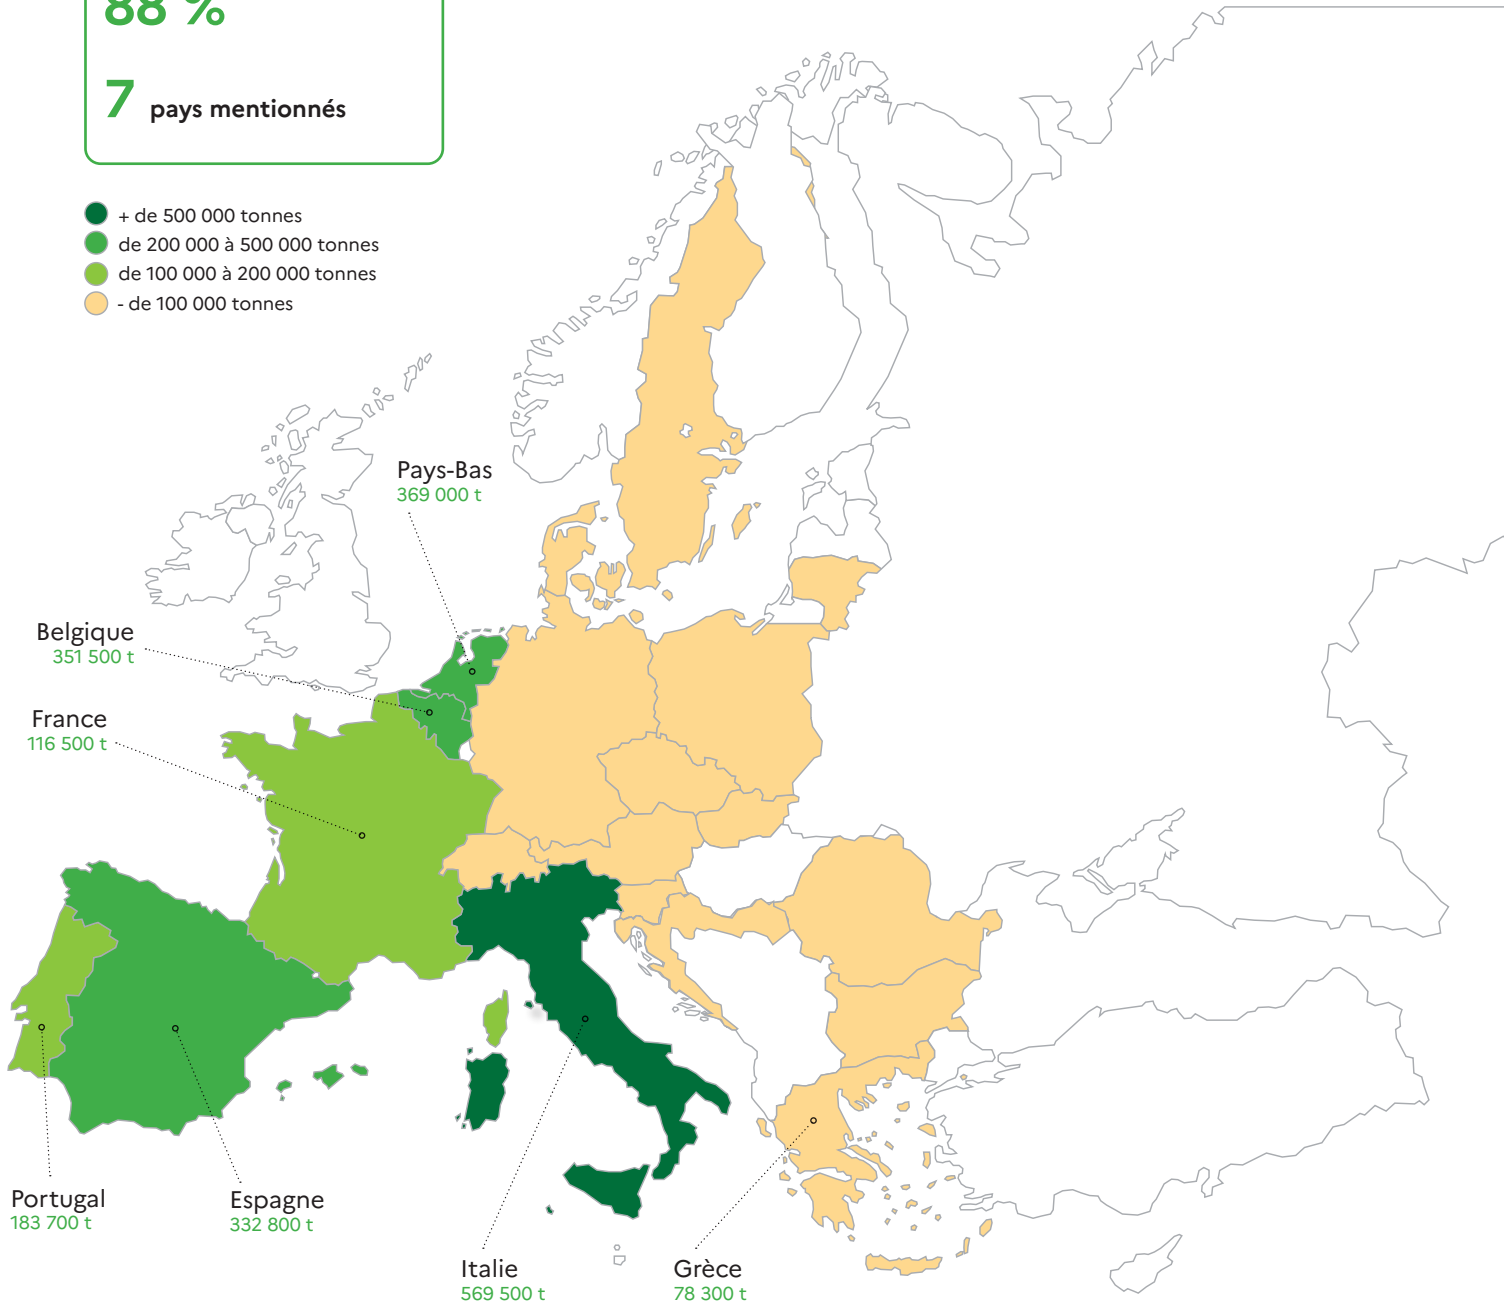 88 %
7 pays mentionnés
+ de 500 000 tonnes
de 200 000 à 500 000 tonnes
de 100 000 à 200 000 tonnes
- de 100 000 tonnes
Pays-Bas
369 000 t
Belgique
351 500 t
France
116 500 t
Portugal
183 700 t
Espagne
332 800 t
Italie
569 500 t
Grèce
78 300 t